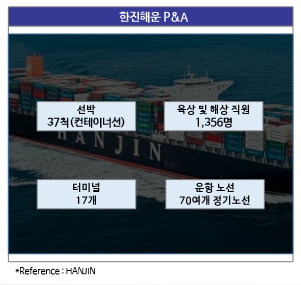 한진해운 P&A
선박
37척(컨테이너선)
육상 및 해상 직원
1,356명
HANJIN
터미널
17개
운황 노선
70여개 정기노선
*Reference : HANJIN